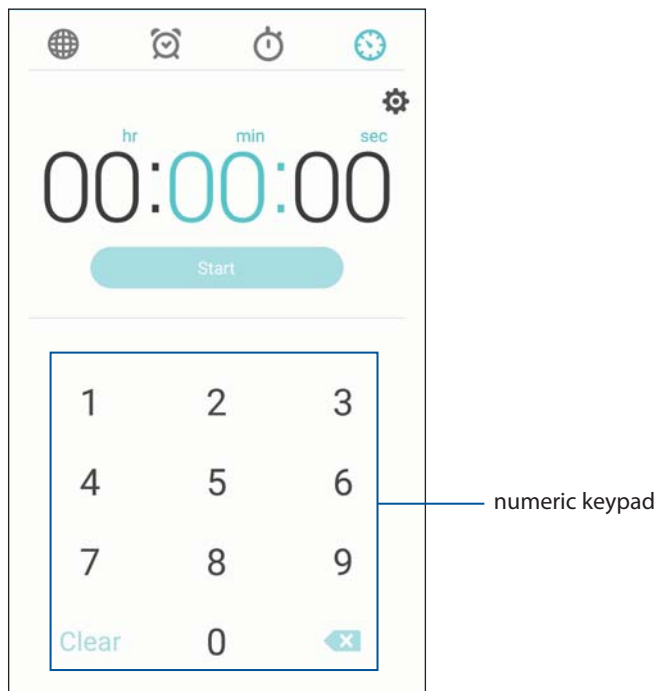 hr min sec
00:00:00
Start
1 2 3
4 5 6
numeric keypad
7 8 9
Clear 0